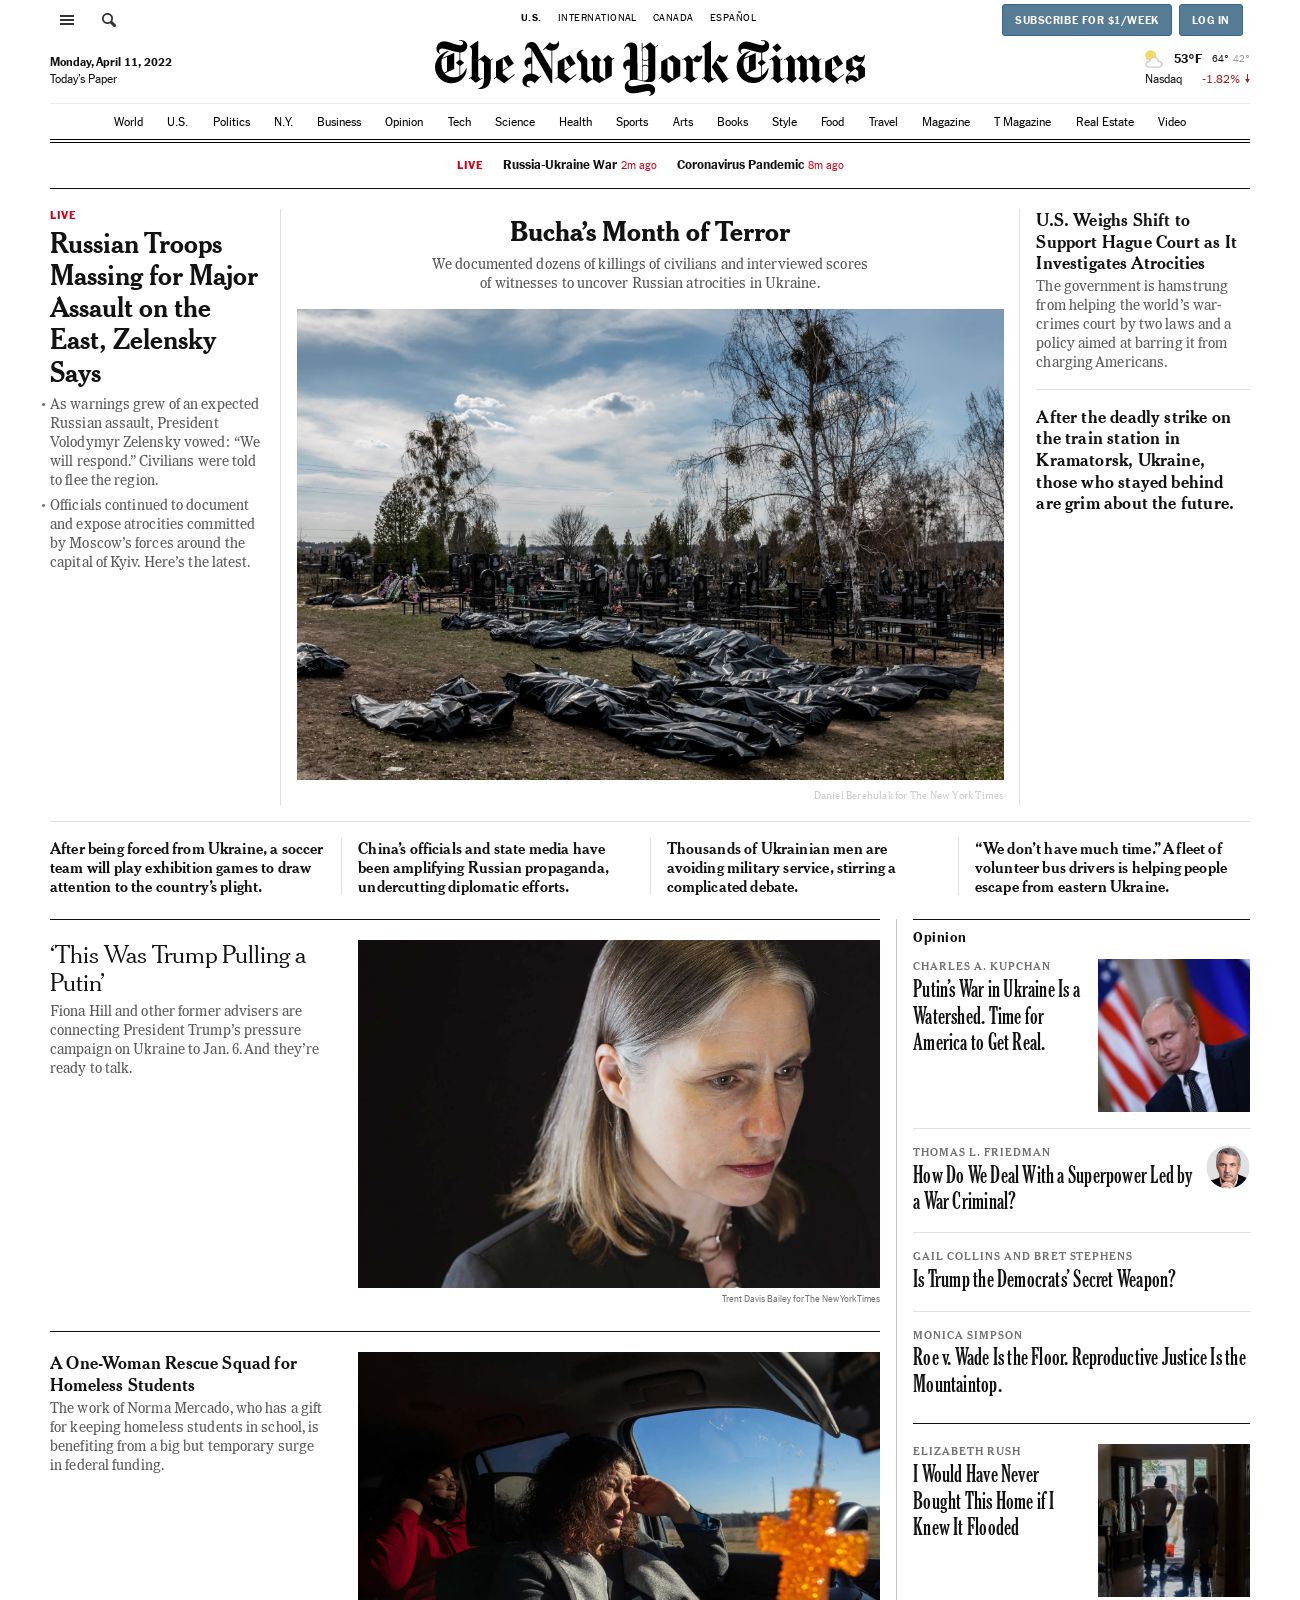 U.S. INTERNATIONAL CANADA ESPAÑOL
SUBSCRIBE FOR $1/WEEK
LOG IN
Monday, April 11, 2022
Today's Paper
The New York Times
53°F 64° 42°
Nasdaq -1.82%
World U.S. Politics N.Y. Business Opinion Tech Science Health Sports Arts Books Style Food Travel Magazine T Magazine Real Estate Video
LIVE Russia-Ukraine War 2m ago Coronavirus Pandemic 8m ago
LIVE
Russian Troops
Massing for Major
Assault on the
East, Zelensky
Says
• As warnings grew of an expected
Russian assault, President
Volodymyr Zelensky vowed: “We
will respond.” Civilians were told
to flee the region.
• Officials continued to document
and expose atrocities committed
by Moscow’s forces around the
capital of Kyiv. Here’s the latest.
Bucha’s Month of Terror
We documented dozens of killings of civilians and interviewed scores
of witnesses to uncover Russian atrocities in Ukraine.
Daniel Berehulak for The New York Times
U.S. Weighs Shift to
Support Hague Court as It
Investigates Atrocities
The government is hamstrung
from helping the world’s war-
crimes court by two laws and a
policy aimed at barring it from
charging Americans.
After the deadly strike on
the train station in
Kramatorsk, Ukraine,
those who stayed behind
are grim about the future.
After being forced from Ukraine, a soccer
team will play exhibition games to draw
attention to the country’s plight.
China’s officials and state media have
been amplifying Russian propaganda,
undercutting diplomatic efforts.
Thousands of Ukrainian men are
avoiding military service, stirring a
complicated debate.
“We don’t have much time.” A fleet of
volunteer bus drivers is helping people
escape from eastern Ukraine.
‘This Was Trump Pulling a
Putin’
Fiona Hill and other former advisers are
connecting President Trump’s pressure
campaign on Ukraine to Jan. 6. And they’re
ready to talk.
Trent Davis Bailey for The New York Times
A One-Woman Rescue Squad for
Homeless Students
The work of Norma Mercado, who has a gift
for keeping homeless students in school, is
benefiting from a big but temporary surge
in federal funding.
Opinion
CHARLES A. KUPCHAN
Putin’s War in Ukraine Is a
Watershed. Time for
America to Get Real.
THOMAS L. FRIEDMAN
How Do We Deal With a Superpower Led by
a War Criminal?
GAIL COLLINS AND BRET STEPHENS
Is Trump the Democrats’ Secret Weapon?
MONICA SIMPSON
Roe v. Wade Is the Floor. Reproductive Justice Is the
Mountaintop.
ELIZABETH RUSH
I Would Have Never
Bought This Home if I
Knew It Flooded